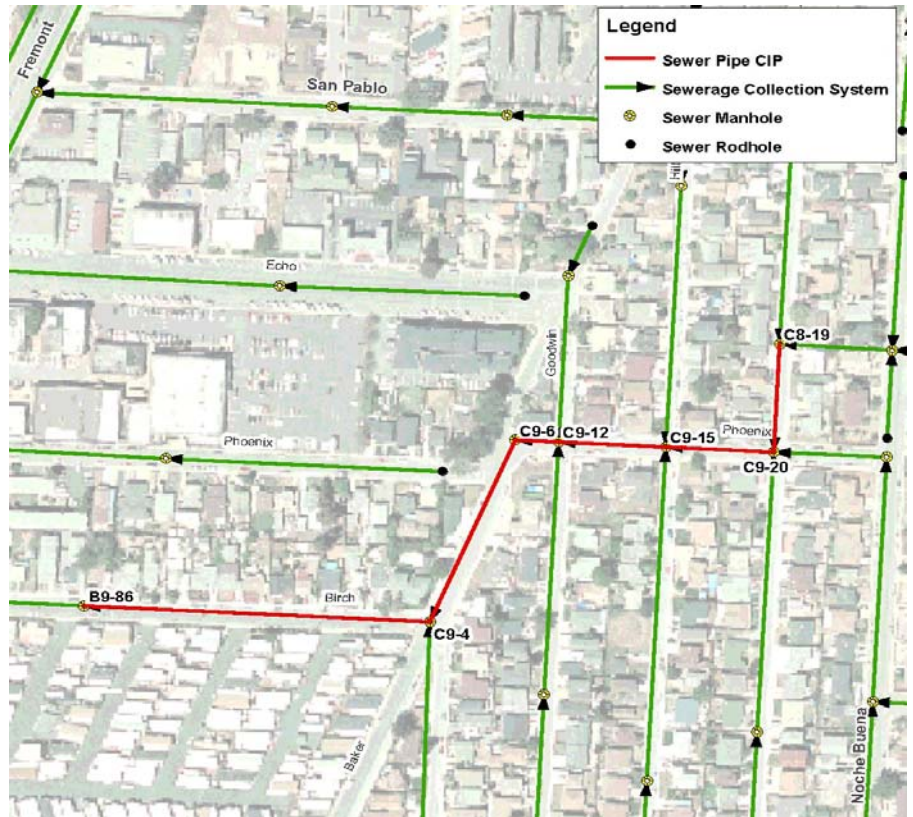 Legend
Sewer Pipe CIP
Sewerage Collection System
Sewer Manhole
Sewer Rodhole
Fremont
San Pablo
Echo
Goodwin
C8-19
Phoenix
C9-6
C9-12
C9-15
Phoenix
C9-20
B9-86
Birch
C9-4
Baker
Noche Buena